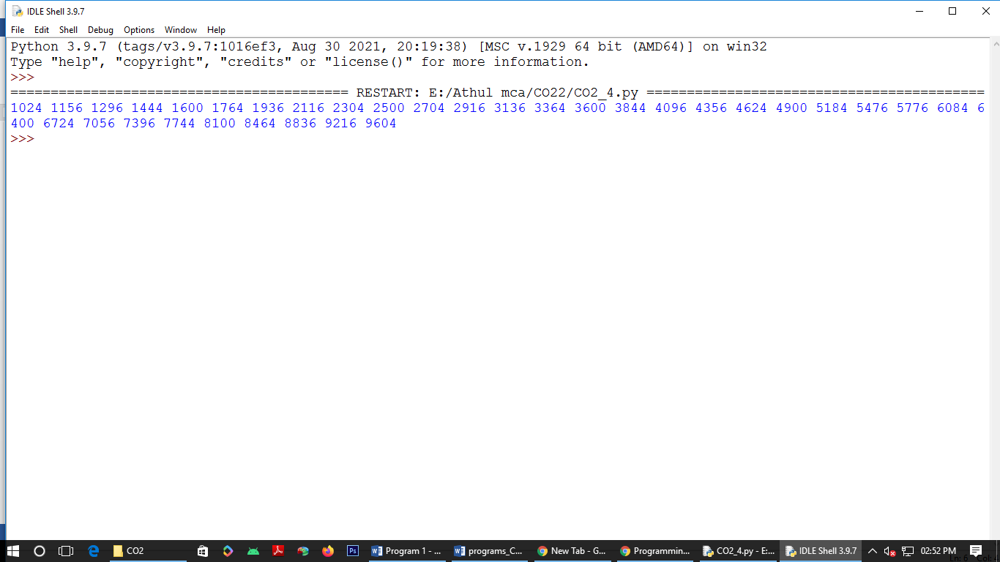 IDLE Shell 3.9.7
File Edit Shell Debug Options Window Help
Python 3.9.7 (tags/v3.9.7:1016ef3, Aug 30 2021, 20:19:38) [MSC v.1929 64 bit (AMD64)] on win32
Type "help", "copyright", "credits" or "license()" for more information.
>>>
========================================== RESTART: E:/Athul mca/CO22/CO2_4.py ==========================================
1024 1156 1296 1444 1600 1764 1936 2116 2304 2500 2704 2916 3136 3364 3600 3844 4096 4356 4624 4900 5184 5476 5776 6084 6
400 6724 7056 7396 7744 8100 8464 8836 9216 9604
>>>
CO2 Ps Program 1 - ... programs_C... New Tab - G... Programmin... CO2_4.py - E:... IDLE Shell 3.9.7 02:52 PM